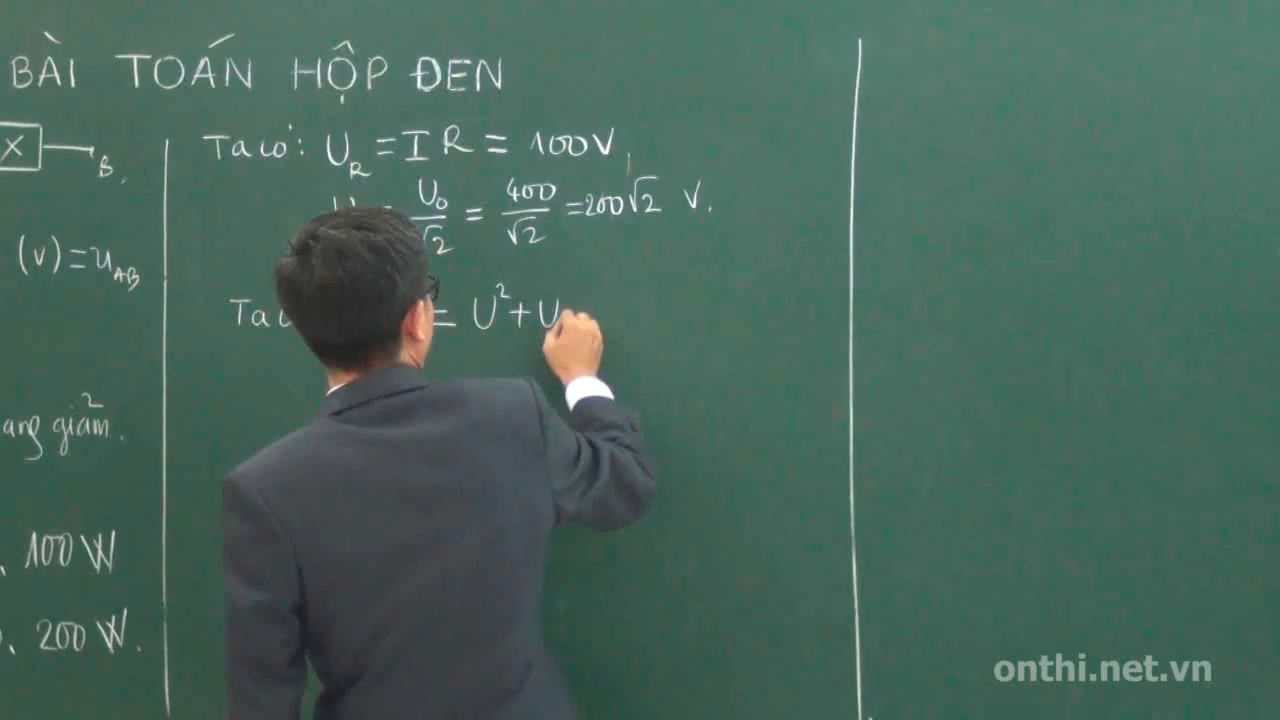 BÀI TOÁN HỘP ĐEN
X
B.
(V) = u_AB
ang giảm.
100 W
200 W.
Ta có: U_R = I R = 100V,
= U₀/√2 = 400/√2 = 200√2 V.
Ta có = U² + U
onthi.net.vn